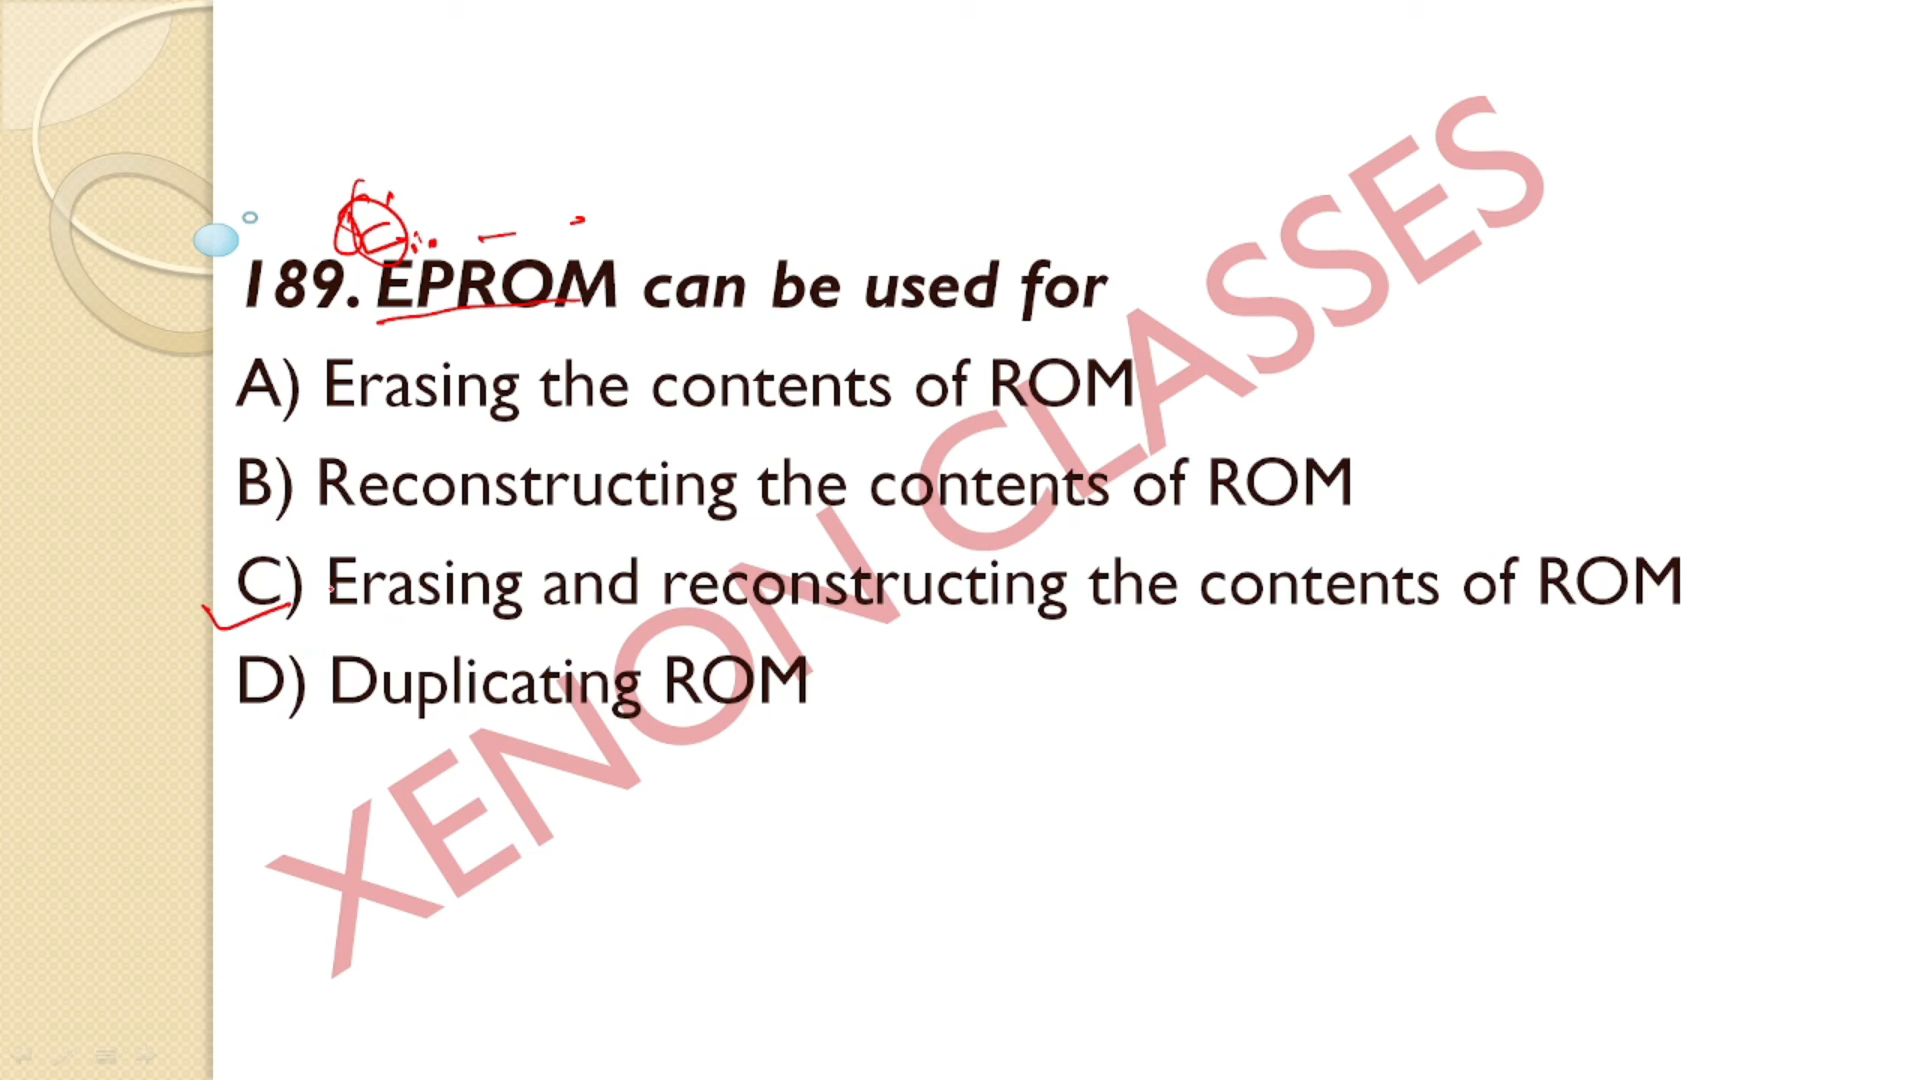 189. EPROM can be used for
A) Erasing the contents of ROM
B) Reconstructing the contents of ROM
C) Erasing and reconstructing the contents of ROM
D) Duplicating ROM
XENON CLASSES